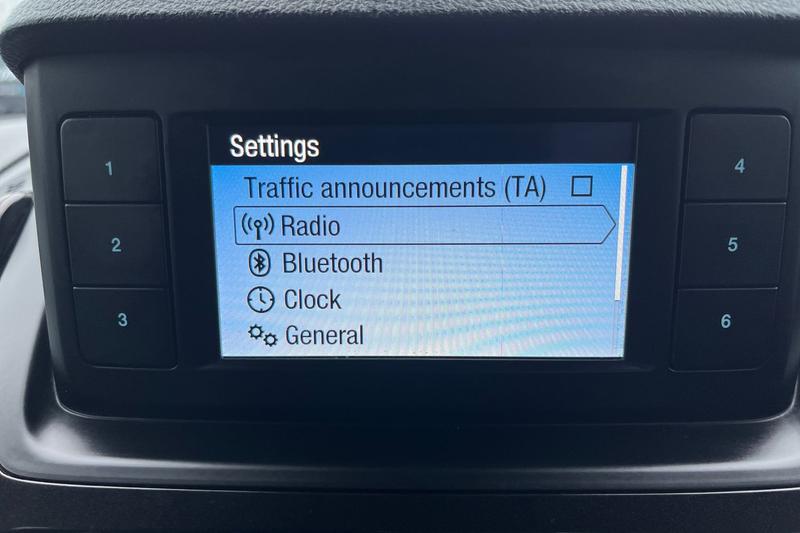 Settings
Traffic announcements (TA)
Radio
Bluetooth
Clock
General
1
2
3
4
5
6